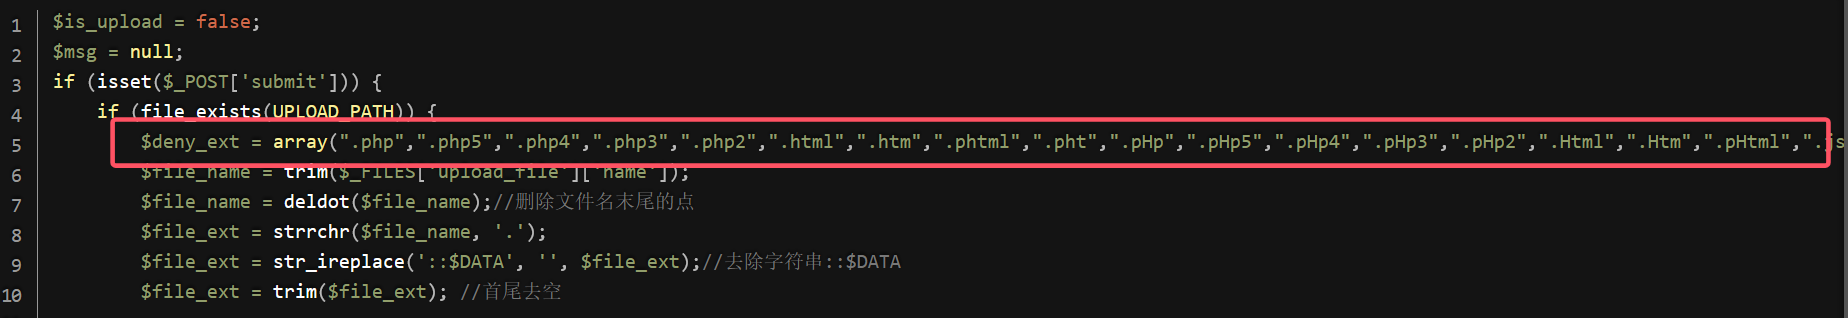 1 $is_upload = false;
2 $msg = null;
3 if (isset($_POST['submit'])) {
4 if (file_exists(UPLOAD_PATH)) {
5 $deny_ext = array(".php",".php5",".php4",".php3",".php2",".html",".htm",".phtml",".pht",".pHp",".pHp5",".pHp4",".pHp3",".pHp2",".Html",".Htm",".pHtml",".js
6 $file_name = trim($_FILES['upload_file']['name']);
7 $file_name = deldot($file_name);//删除文件名末尾的点
8 $file_ext = strrchr($file_name, '.');
9 $file_ext = str_ireplace('::$DATA', '', $file_ext);//去除字符串::$DATA
10 $file_ext = trim($file_ext); //首尾去空